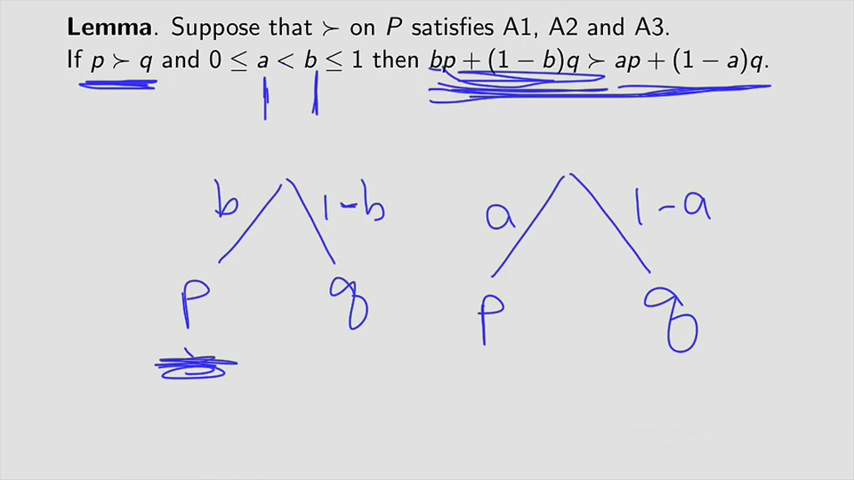 Lemma. Suppose that ≻ on P satisfies A1, A2 and A3.
If p ≻ q and 0 ≤ a < b ≤ 1 then bp + (1 − b)q ≻ ap + (1 − a)q.
b 1-b a 1-a
p q p q